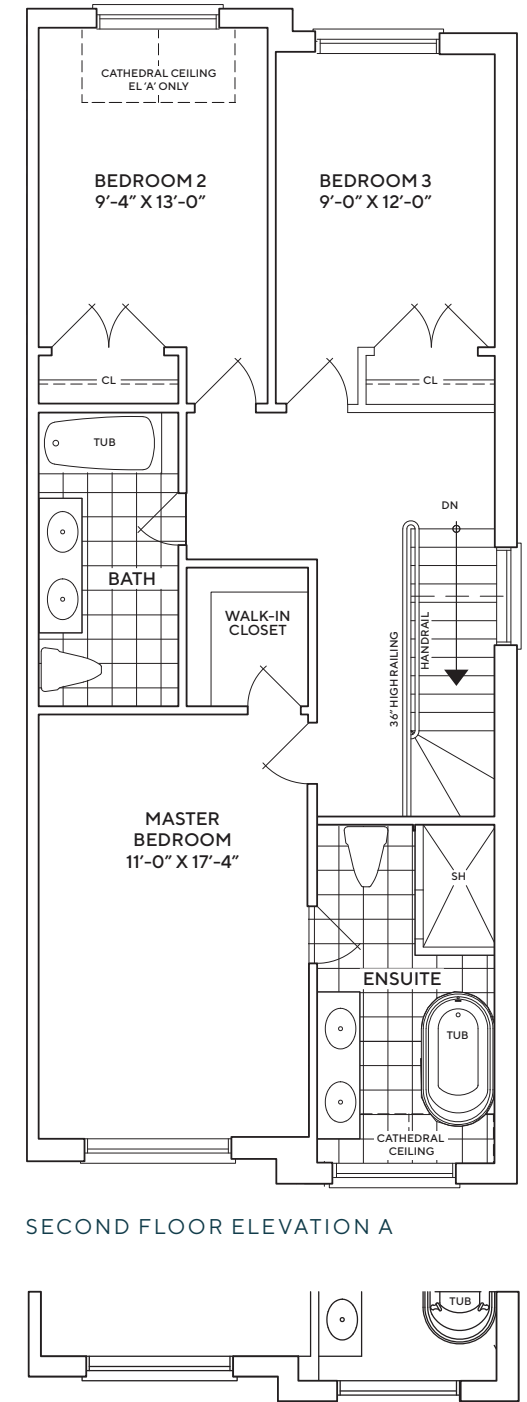 CATHEDRAL CEILING
EL ‘A’ ONLY
BEDROOM 2
9’-4” X 13’-0”
BEDROOM 3
9’-0” X 12’-0”
CL
CL
TUB
DN
BATH
WALK-IN
CLOSET
HANDRAIL
36” HIGH RAILING
MASTER
BEDROOM
11’-0” X 17’-4”
SH
ENSUITE
TUB
CATHEDRAL
CEILING
SECOND FLOOR ELEVATION A
TUB